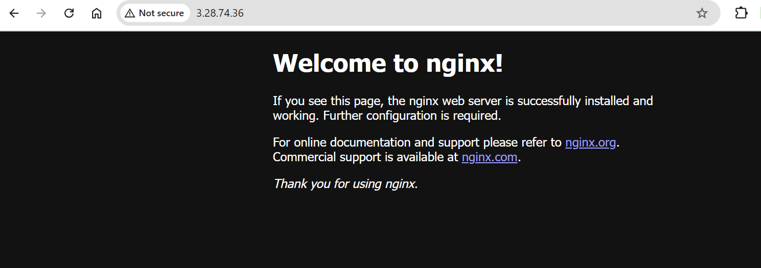 Not secure 3.28.74.36
Welcome to nginx!
If you see this page, the nginx web server is successfully installed and
working. Further configuration is required.
For online documentation and support please refer to nginx.org.
Commercial support is available at nginx.com.
Thank you for using nginx.